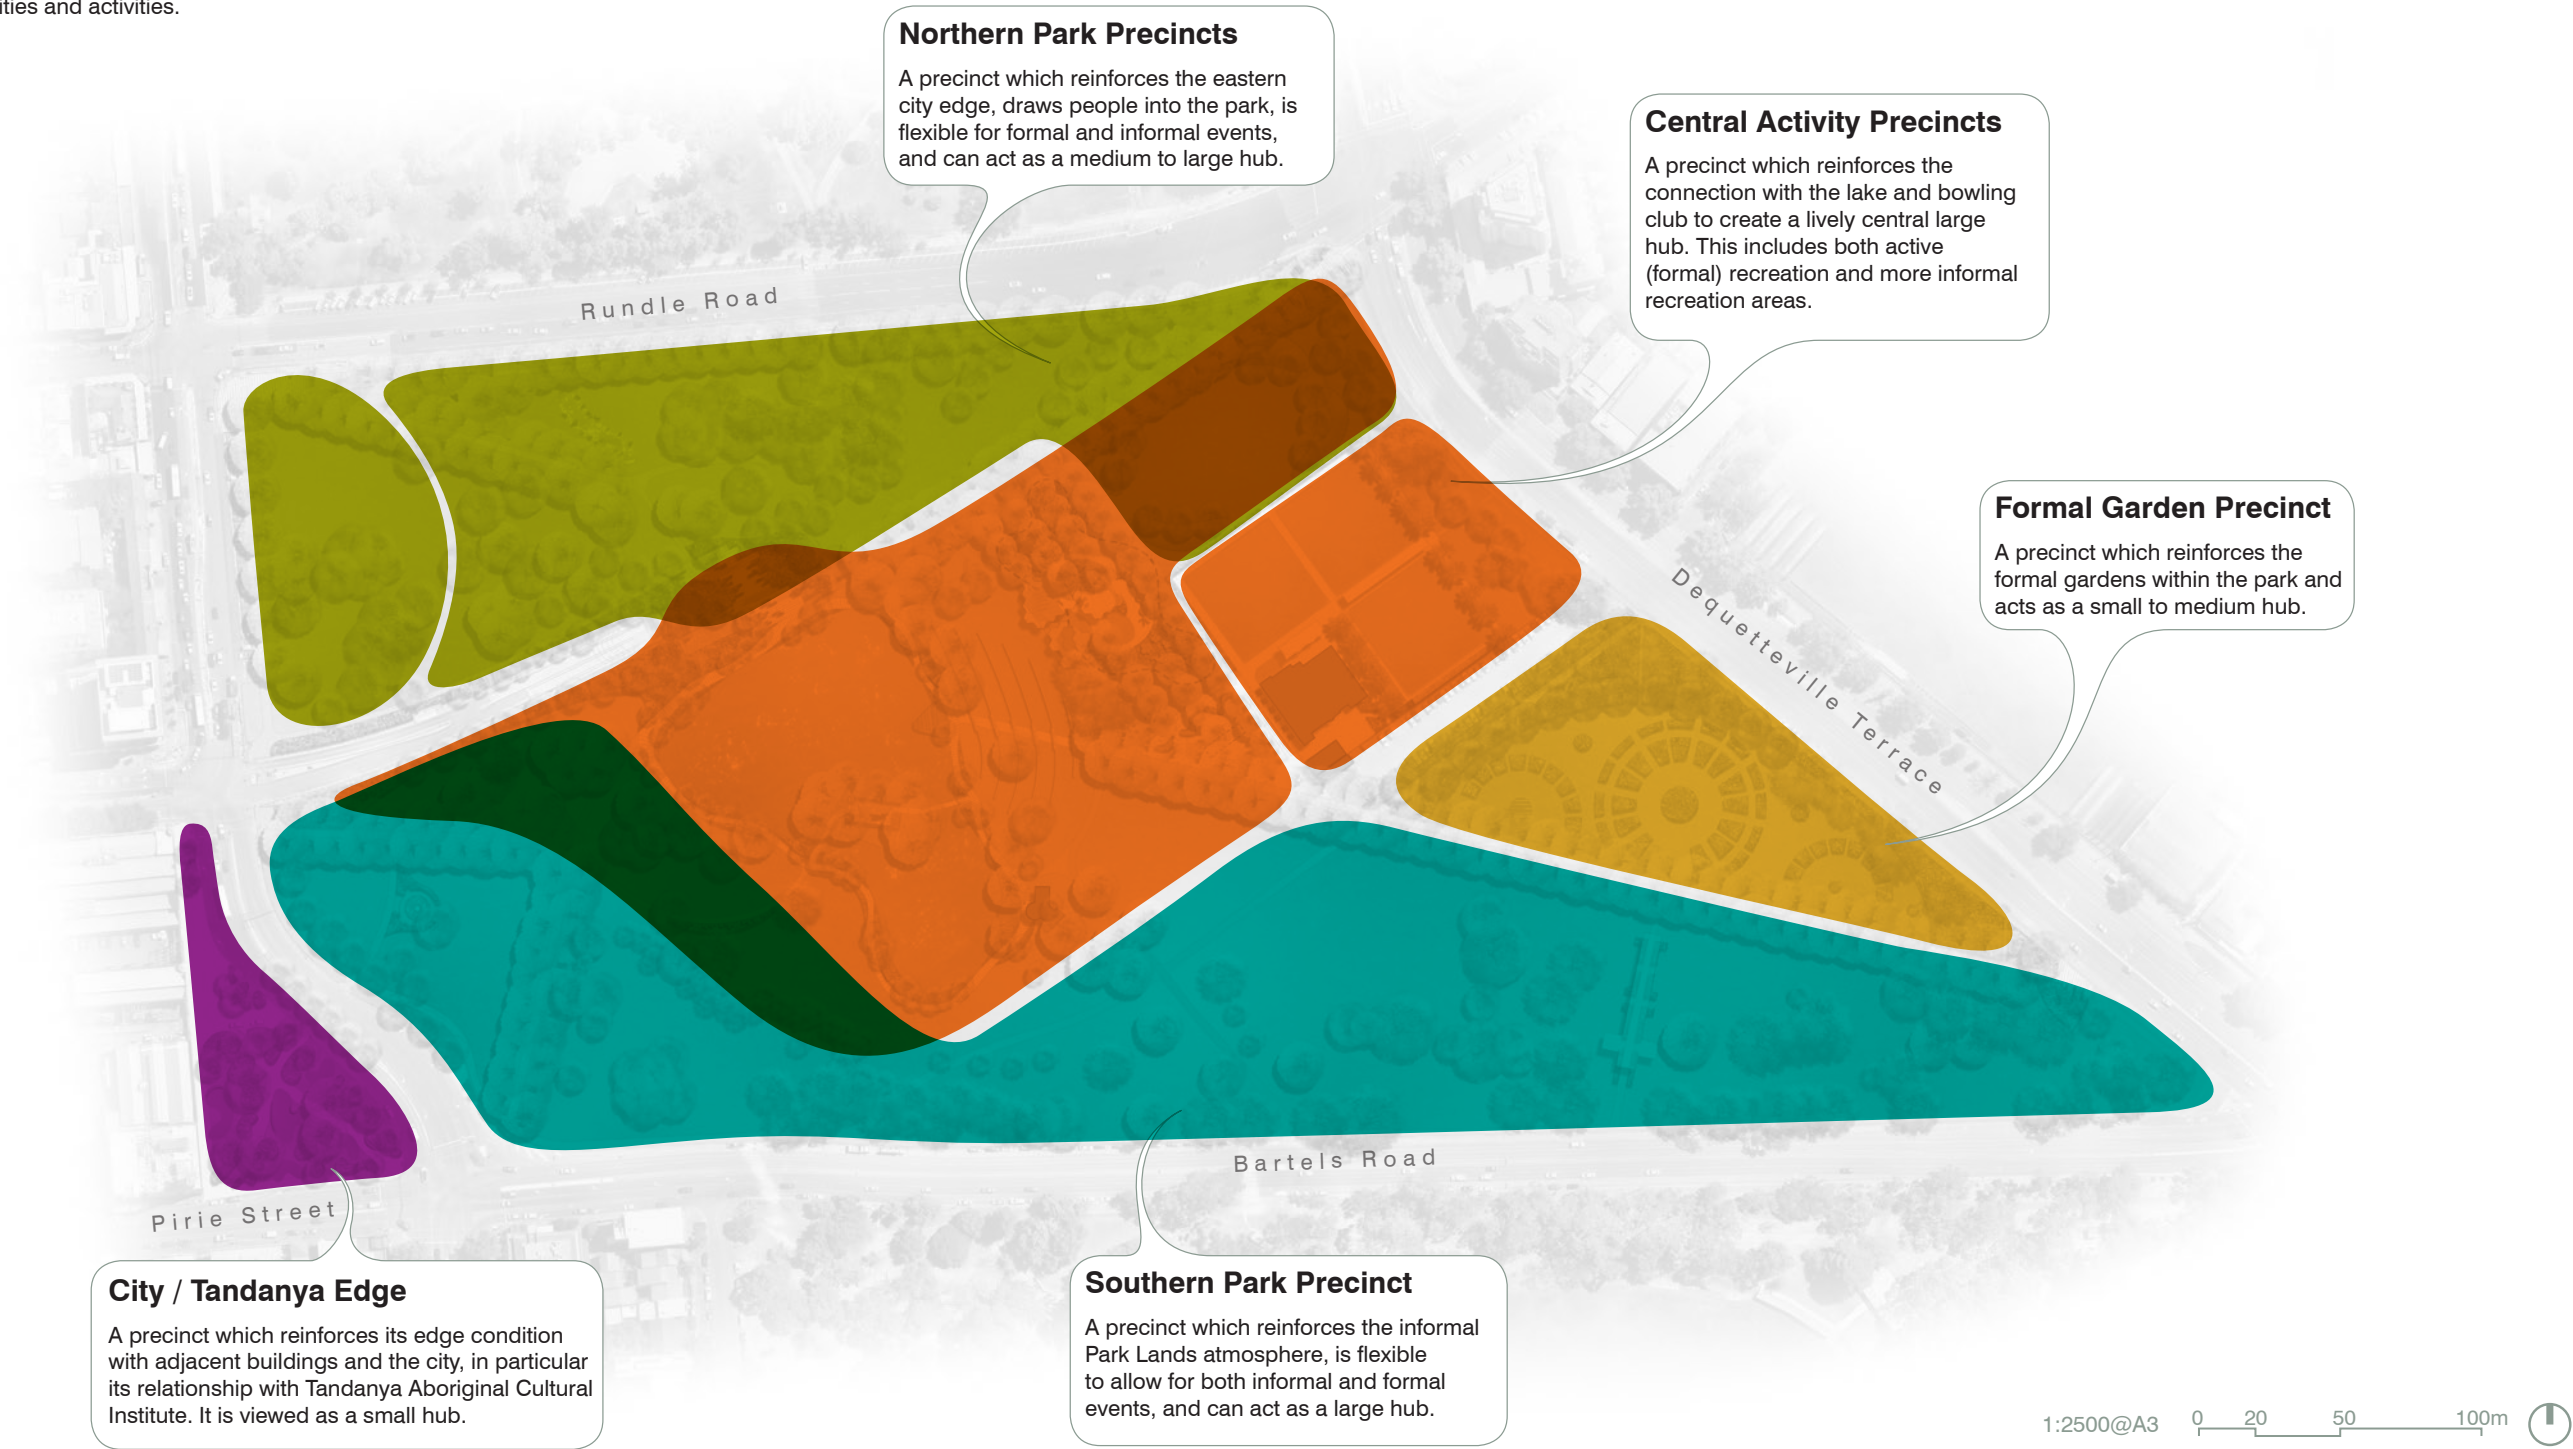 ities and activities.
Northern Park Precincts
A precinct which reinforces the eastern
city edge, draws people into the park, is
flexible for formal and informal events,
and can act as a medium to large hub.
Central Activity Precincts
A precinct which reinforces the
connection with the lake and bowling
club to create a lively central large
hub. This includes both active
(formal) recreation and more informal
recreation areas.
Rundle Road
Formal Garden Precinct
A precinct which reinforces the
formal gardens within the park and
acts as a small to medium hub.
Dequetteville Terrace
Bartels Road
Pirie Street
City / Tandanya Edge
A precinct which reinforces its edge condition
with adjacent buildings and the city, in particular
its relationship with Tandanya Aboriginal Cultural
Institute. It is viewed as a small hub.
Southern Park Precinct
A precinct which reinforces the informal
Park Lands atmosphere, is flexible
to allow for both informal and formal
events, and can act as a large hub.
1:2500@A3 0 20 50 100m